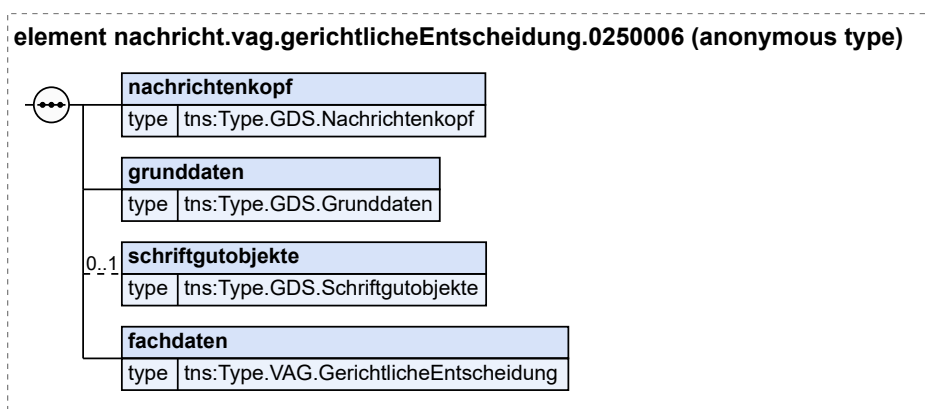 element nachricht.vag.gerichtlicheEntscheidung.0250006 (anonymous type)
nachrichtenkopf
type tns:Type.GDS.Nachrichtenkopf
grunddaten
type tns:Type.GDS.Grunddaten
0..1 schriftgutobjekte
type tns:Type.GDS.Schriftgutobjekte
fachdaten
type tns:Type.VAG.GerichtlicheEntscheidung